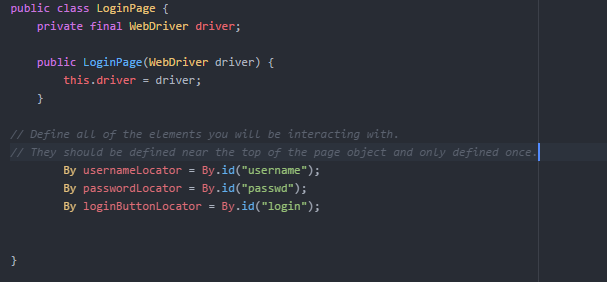 public class LoginPage {
    private final WebDriver driver;
    public LoginPage(WebDriver driver) {
        this.driver = driver;
    }
// Define all of the elements you will be interacting with.
// They should be defined near the top of the page object and only defined once.
        By usernameLocator = By.id("username");
        By passwordLocator = By.id("passwd");
        By loginButtonLocator = By.id("login");
}